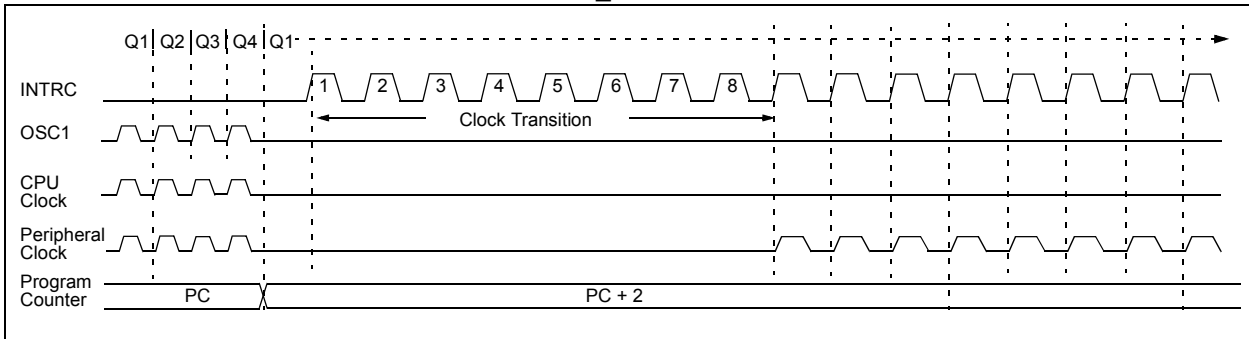 Q1 Q2 Q3 Q4 Q1
INTRC 1 2 3 4 5 6 7 8
Clock Transition
OSC1
CPU
Clock
Peripheral
Clock
Program
Counter PC PC + 2